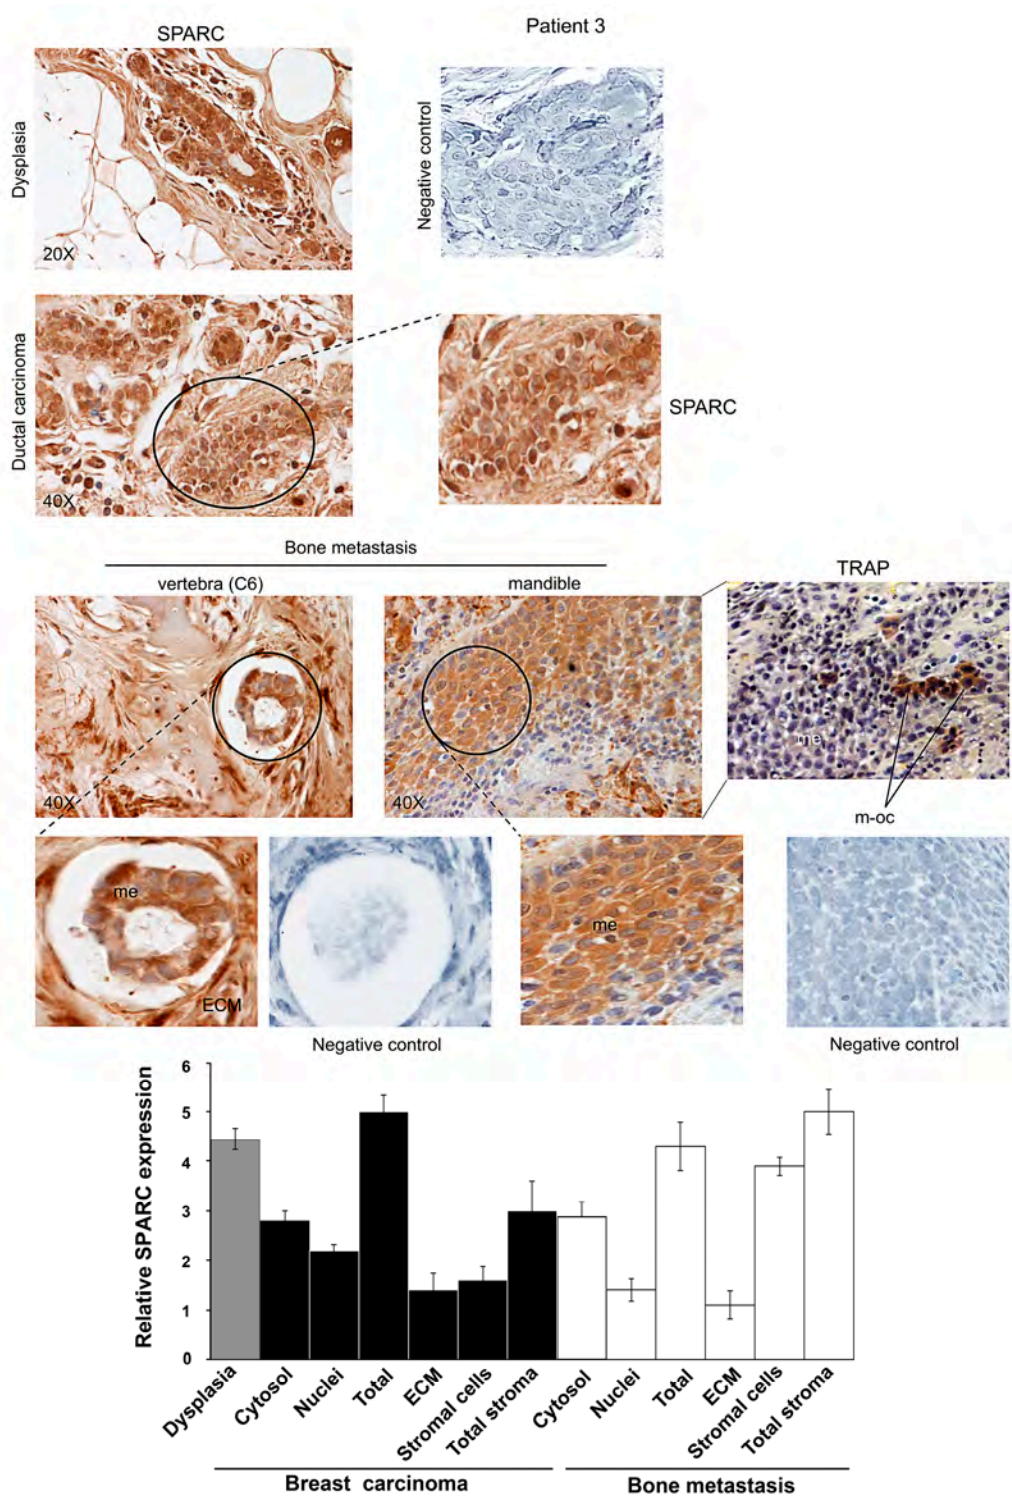 SPARC
Patient 3
Dysplasia
20X
Negative control
Ductal carcinoma
40X
SPARC
Bone metastasis
vertebra (C6)
mandible
TRAP
40X
40X
me
m-oc
me
ECM
me
Negative control
Negative control
Relative SPARC expression
6
5
4
3
2
1
0
Dysplasia
Cytosol
Nuclei
Total
ECM
Stromal cells
Total stroma
Cytosol
Nuclei
Total
ECM
Stromal cells
Total stroma
Breast carcinoma
Bone metastasis